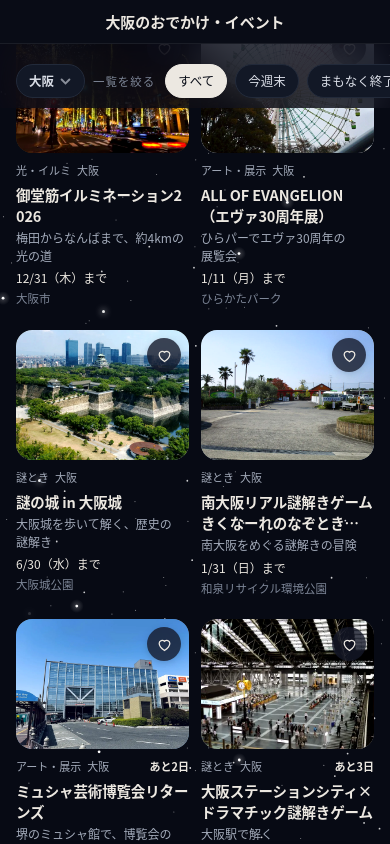 大阪のおでかけ・イベント
大阪
一覧を絞る
すべて
今週末
まもなく終了
光・イルミ 大阪
御堂筋イルミネーション2
026
梅田からなんばまで、約4kmの
光の道
12/31（木）まで
大阪市
アート・展示 大阪
ALL OF EVANGELION
（エヴァ30周年展）
ひらパーでエヴァ30周年の
展覧会
1/11（月）まで
ひらかたパーク
謎とき 大阪
謎の城 in 大阪城
大阪城を歩いて解く、歴史の
謎解き
6/30（水）まで
大阪城公園
謎とき 大阪
南大阪リアル謎解きゲーム
きくなーれのなぞとき…
南大阪をめぐる謎解きの冒険
1/31（日）まで
和泉リサイクル環境公園
アート・展示 大阪
あと2日
ミュシャ芸術博覧会リター
ンズ
堺のミュシャ館で、博覧会の
謎とき 大阪
あと3日
大阪ステーションシティ×
ドラマチック謎解きゲーム
大阪駅で解く